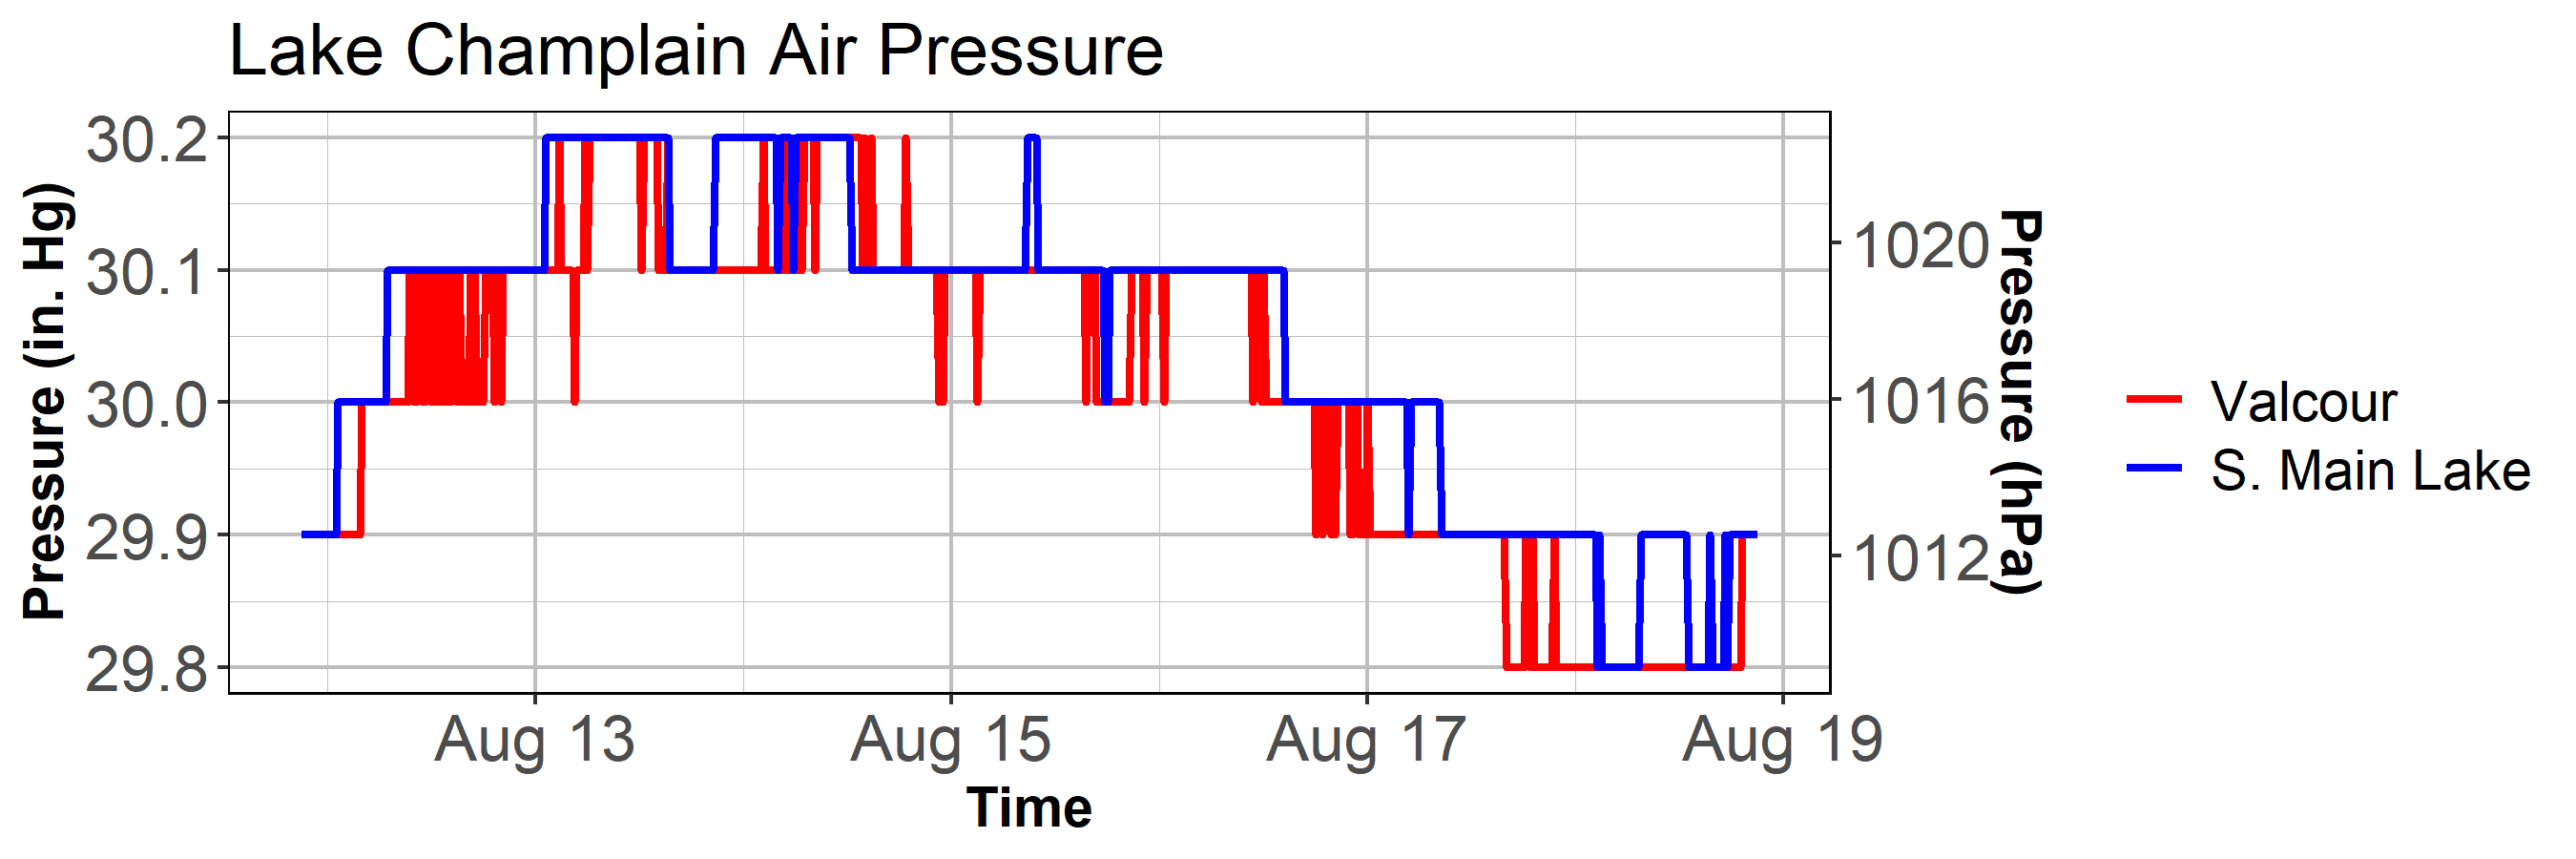 Lake Champlain Air Pressure
30.2
30.1
30.0
29.9
29.8
Pressure (in. Hg)
1020
1016
1012
Pressure (hPa)
Aug 13
Aug 15
Aug 17
Aug 19
Time
Valcour
S. Main Lake